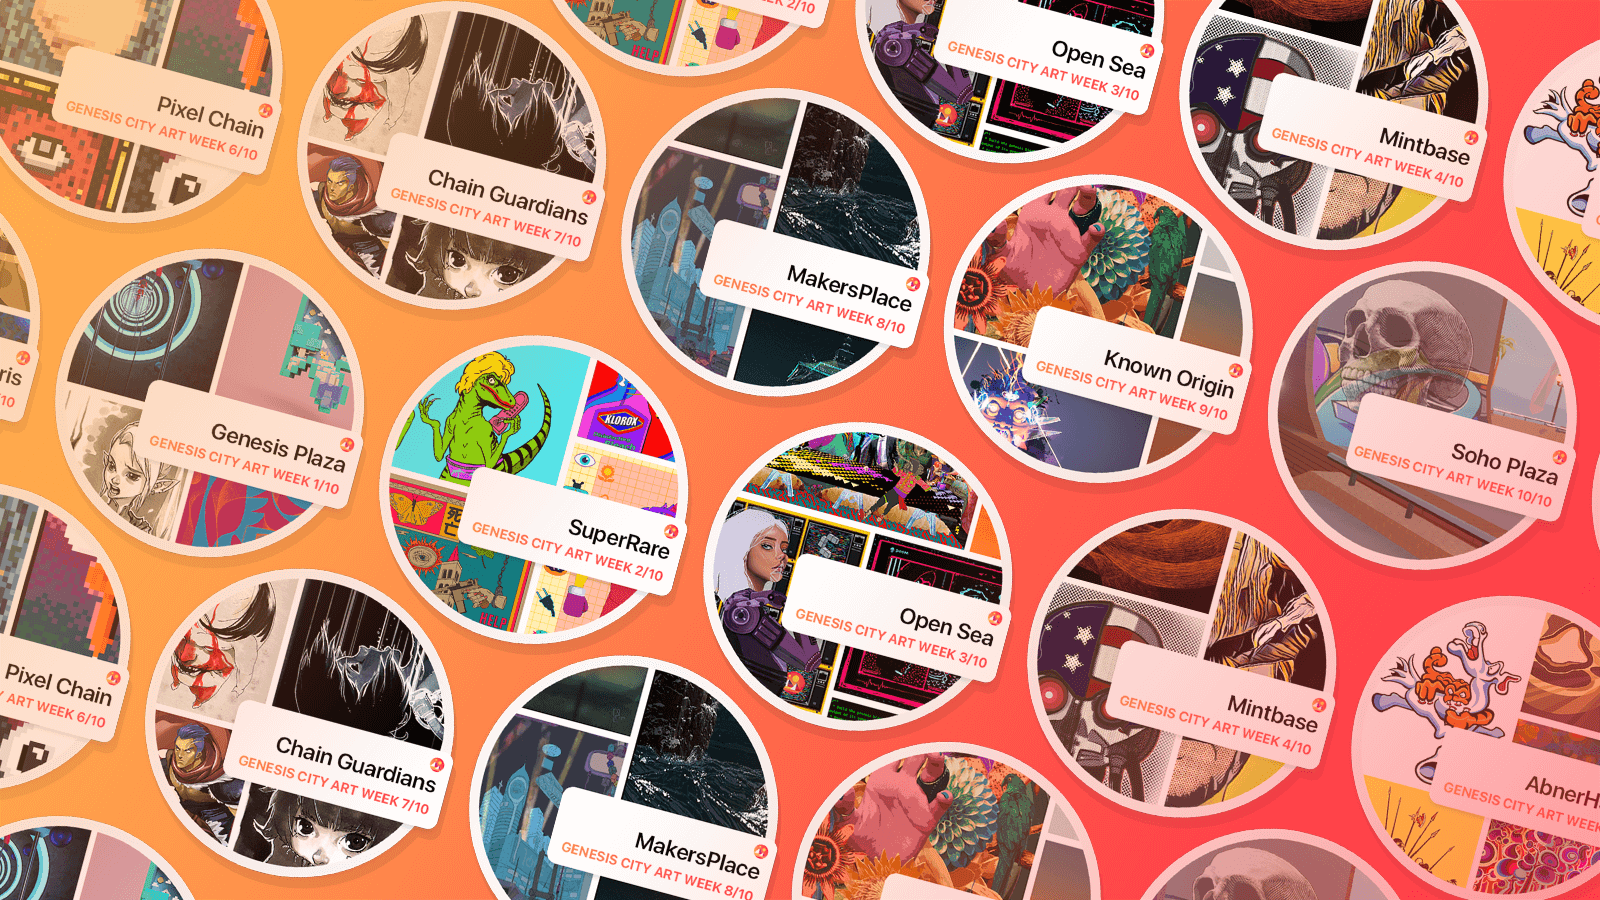 2/10
Open Sea
GENESIS CITY ART WEEK 3/10
Pixel Chain
GENESIS CITY ART WEEK 6/10
Mintbase
GENESIS CITY ART WEEK 4/10
Chain Guardians
GENESIS CITY ART WEEK 7/10
MakersPlace
GENESIS CITY ART WEEK 8/10
Known Origin
GENESIS CITY ART WEEK 9/10
ris
/10
Genesis Plaza
GENESIS CITY ART WEEK 1/10
KLOROX
Soho Plaza
GENESIS CITY ART WEEK 10/10
死
亡
SuperRare
GENESIS CITY ART WEEK 2/10
HELP
Open Sea
GENESIS CITY ART WEEK 3/10
Pixel Chain
Y ART WEEK 6/10
Mintbase
GENESIS CITY ART WEEK 4/10
Chain Guardians
GENESIS CITY ART WEEK 7/10
AbnerH
GENESIS CITY ART WEEK
MakersPlace
GENESIS CITY ART WEEK 8/10